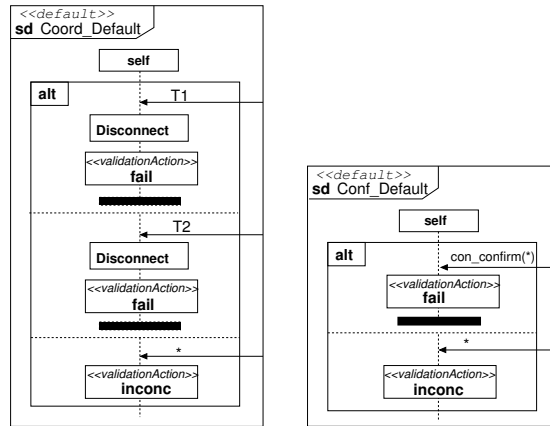 <<default>>
sd Coord_Default
self
alt
T1
Disconnect
<<validationAction>>
fail
T2
Disconnect
<<validationAction>>
fail
*
<<validationAction>>
inconc
<<default>>
sd Conf_Default
self
alt
con_confirm(*)
<<validationAction>>
fail
*
<<validationAction>>
inconc